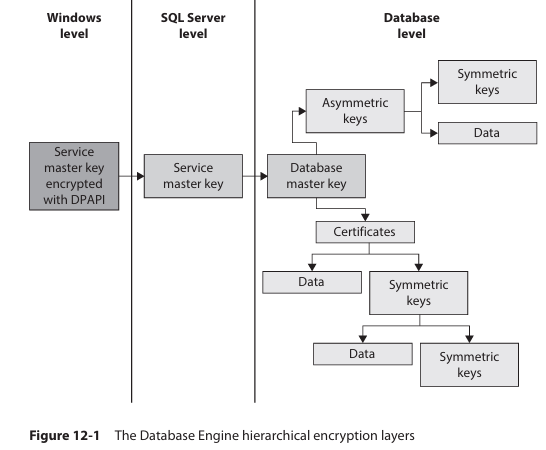 Windows
level
SQL Server
level
Database
level
Symmetric
keys
Asymmetric
keys
Data
Service
master key
encrypted
with DPAPI
Service
master key
Database
master key
Certificates
Data
Symmetric
keys
Data
Symmetric
keys
Figure 12-1 The Database Engine hierarchical encryption layers